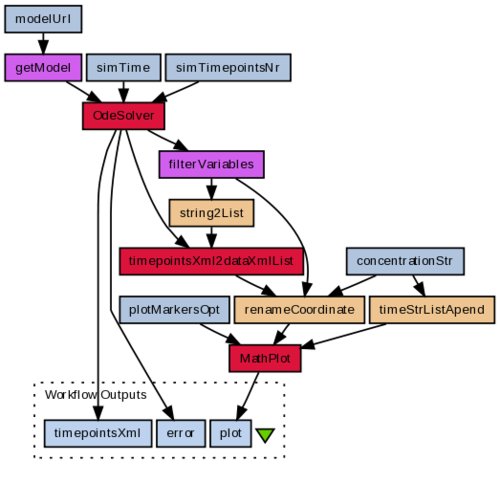 modelUrl
getModel
simTime
simTimepointsNr
OdeSolver
filterVariables
string2List
timepointsXml2dataXmlList
concentrationStr
plotMarkersOpt
renameCoordinate
timeStrListApend
MathPlot
Workflow Outputs
timepointsXml
error
plot